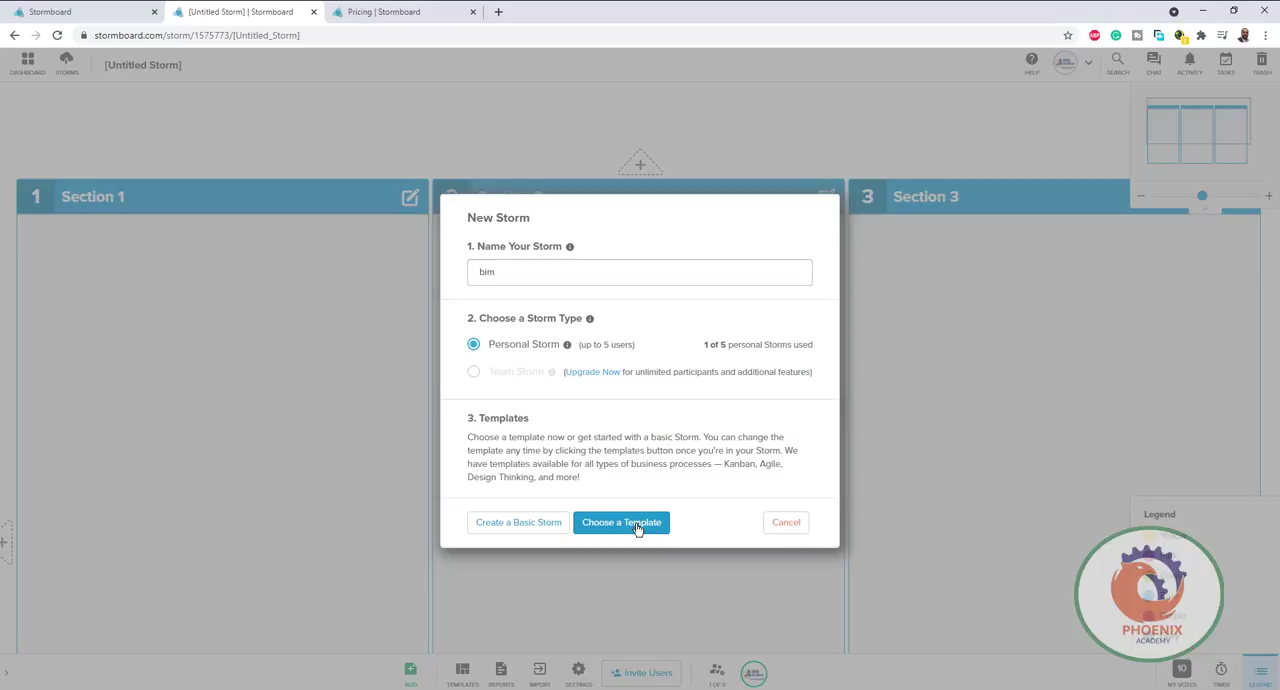 Stormboard
[Untitled Storm] | Stormboard
Pricing | Stormboard
stormboard.com/storm/1575773/[Untitled_Storm]
DASHBOARD
STORMS
[Untitled Storm]
HELP
SEARCH
CHAT
ACTIVITY
TASKS
TRASH
1 Section 1
3 Section 3
New Storm
1. Name Your Storm
bim
2. Choose a Storm Type
Personal Storm (up to 5 users) 1 of 5 personal Storms used
Team Storm (Upgrade Now for unlimited participants and additional features)
3. Templates
Choose a template now or get started with a basic Storm. You can change the
template any time by clicking the templates button once you're in your Storm. We
have templates available for all types of business processes — Kanban, Agile,
Design Thinking, and more!
Create a Basic Storm
Choose a Template
Cancel
Legend
PHOENIX
ACADEMY
ADD
TEMPLATES
REPORTS
IMPORT
SETTINGS
Invite Users
1 OF 5
10
MY VOTES
TIMER
LEGEND